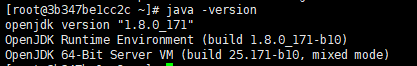 [root@3b347be1cc2c ~]# java -version
openjdk version "1.8.0_171"
OpenJDK Runtime Environment (build 1.8.0_171-b10)
OpenJDK 64-Bit Server VM (build 25.171-b10, mixed mode)